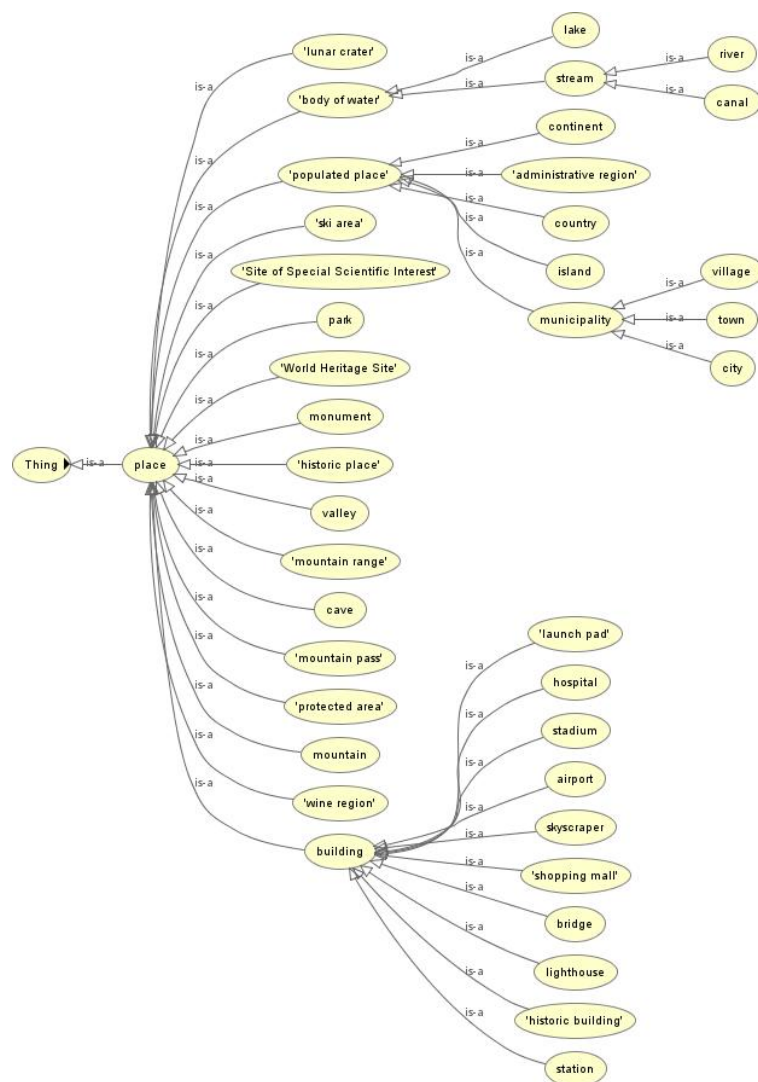 lake
'lunar crater'
is-a
river
is-a
stream
is-a
is-a
'body of water'
is-a
canal
is-a
continent
is-a
is-a
'populated place'
is-a
'administrative region'
is-a
is-a
'ski area'
is-a
country
is-a
'Site of Special Scientific Interest'
is-a
island
village
is-a
is-a
park
municipality
is-a
town
is-a
'World Heritage Site'
is-a
city
is-a
monument
is-a
Thing
is-a
place
is-a
'historic place'
is-a
valley
is-a
'mountain range'
is-a
cave
is-a
'launch pad'
'mountain pass'
is-a
hospital
is-a
'protected area'
is-a
stadium
is-a
mountain
is-a
airport
is-a
'wine region'
is-a
skyscraper
is-a
building
is-a
'shopping mall'
is-a
bridge
is-a
lighthouse
is-a
'historic building'
is-a
station